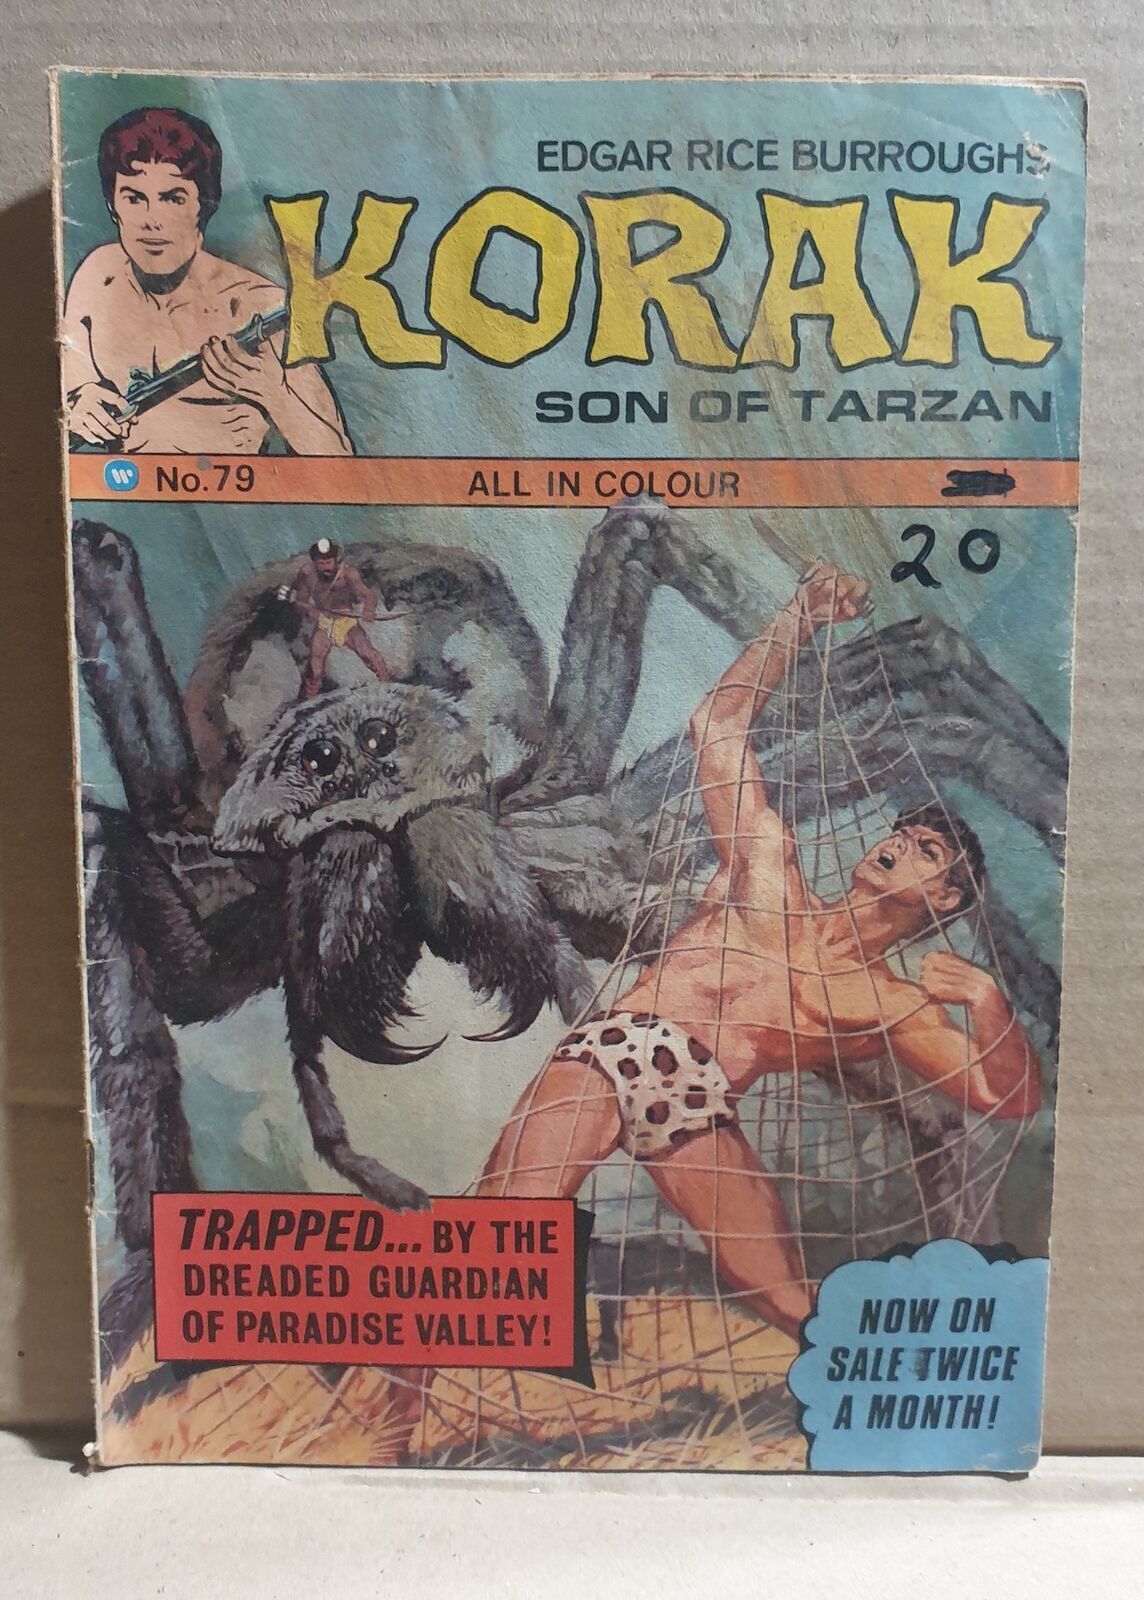 EDGAR RICE BURROUGHS
KORAK
SON OF TARZAN
W No.79 ALL IN COLOUR
20
TRAPPED... BY THE
DREADED GUARDIAN
OF PARADISE VALLEY!
NOW ON
SALE TWICE
A MONTH!